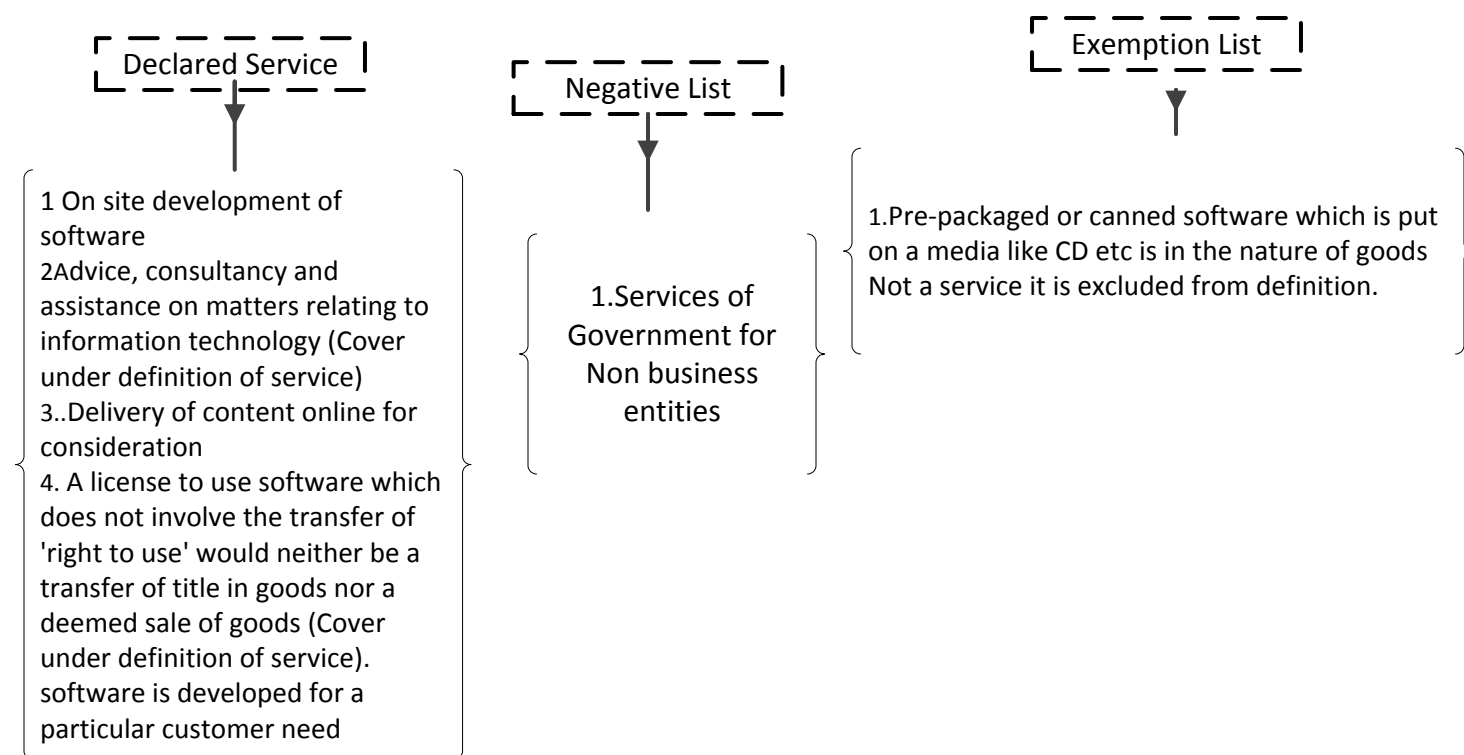 Declared Service
1 On site development of
software
2Advice, consultancy and
assistance on matters relating to
information technology (Cover
under definition of service)
3..Delivery of content online for
consideration
4. A license to use software which
does not involve the transfer of
'right to use' would neither be a
transfer of title in goods nor a
deemed sale of goods (Cover
under definition of service).
software is developed for a
particular customer need
Negative List
1.Services of
Government for
Non business
entities
Exemption List
1.Pre-packaged or canned software which is put
on a media like CD etc is in the nature of goods
Not a service it is excluded from definition.